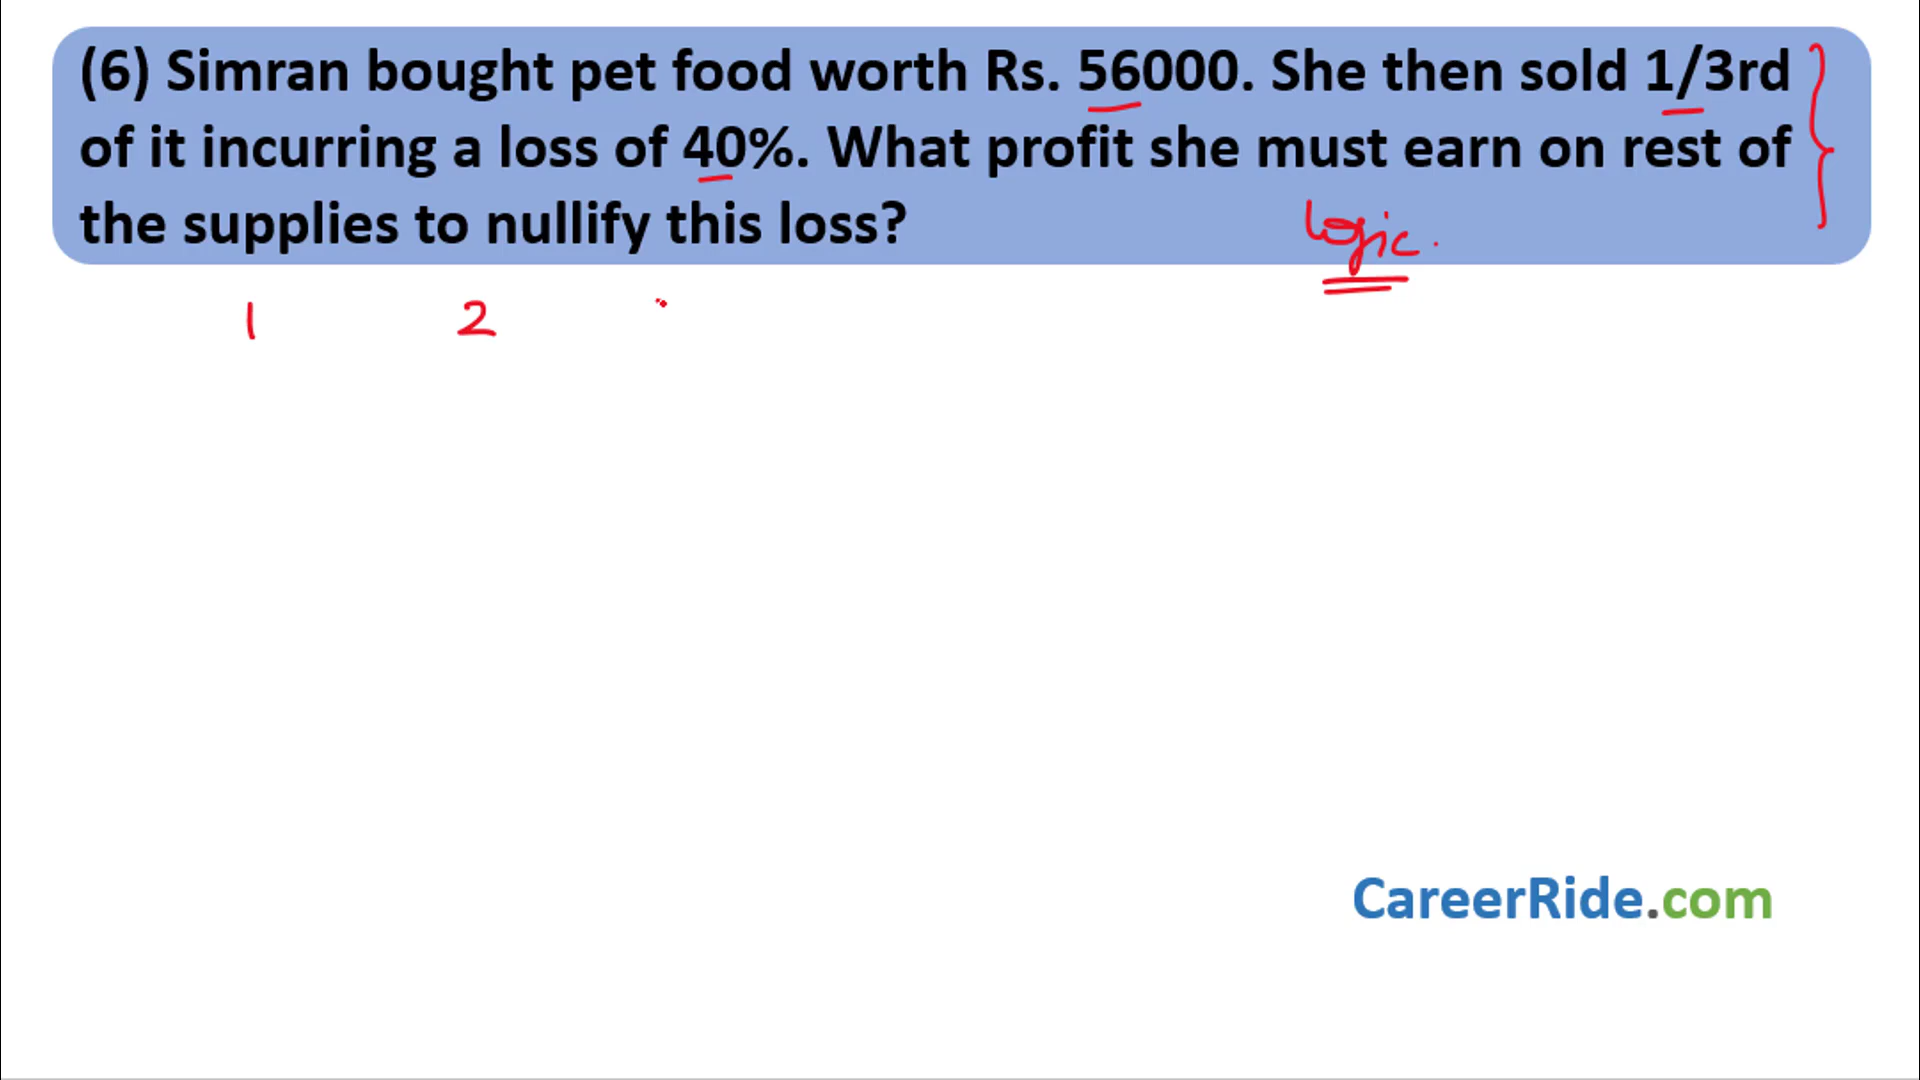 (6) Simran bought pet food worth Rs. 56000. She then sold 1/3rd
of it incurring a loss of 40%. What profit she must earn on rest of
the supplies to nullify this loss?
logic.
1 2
CareerRide.com